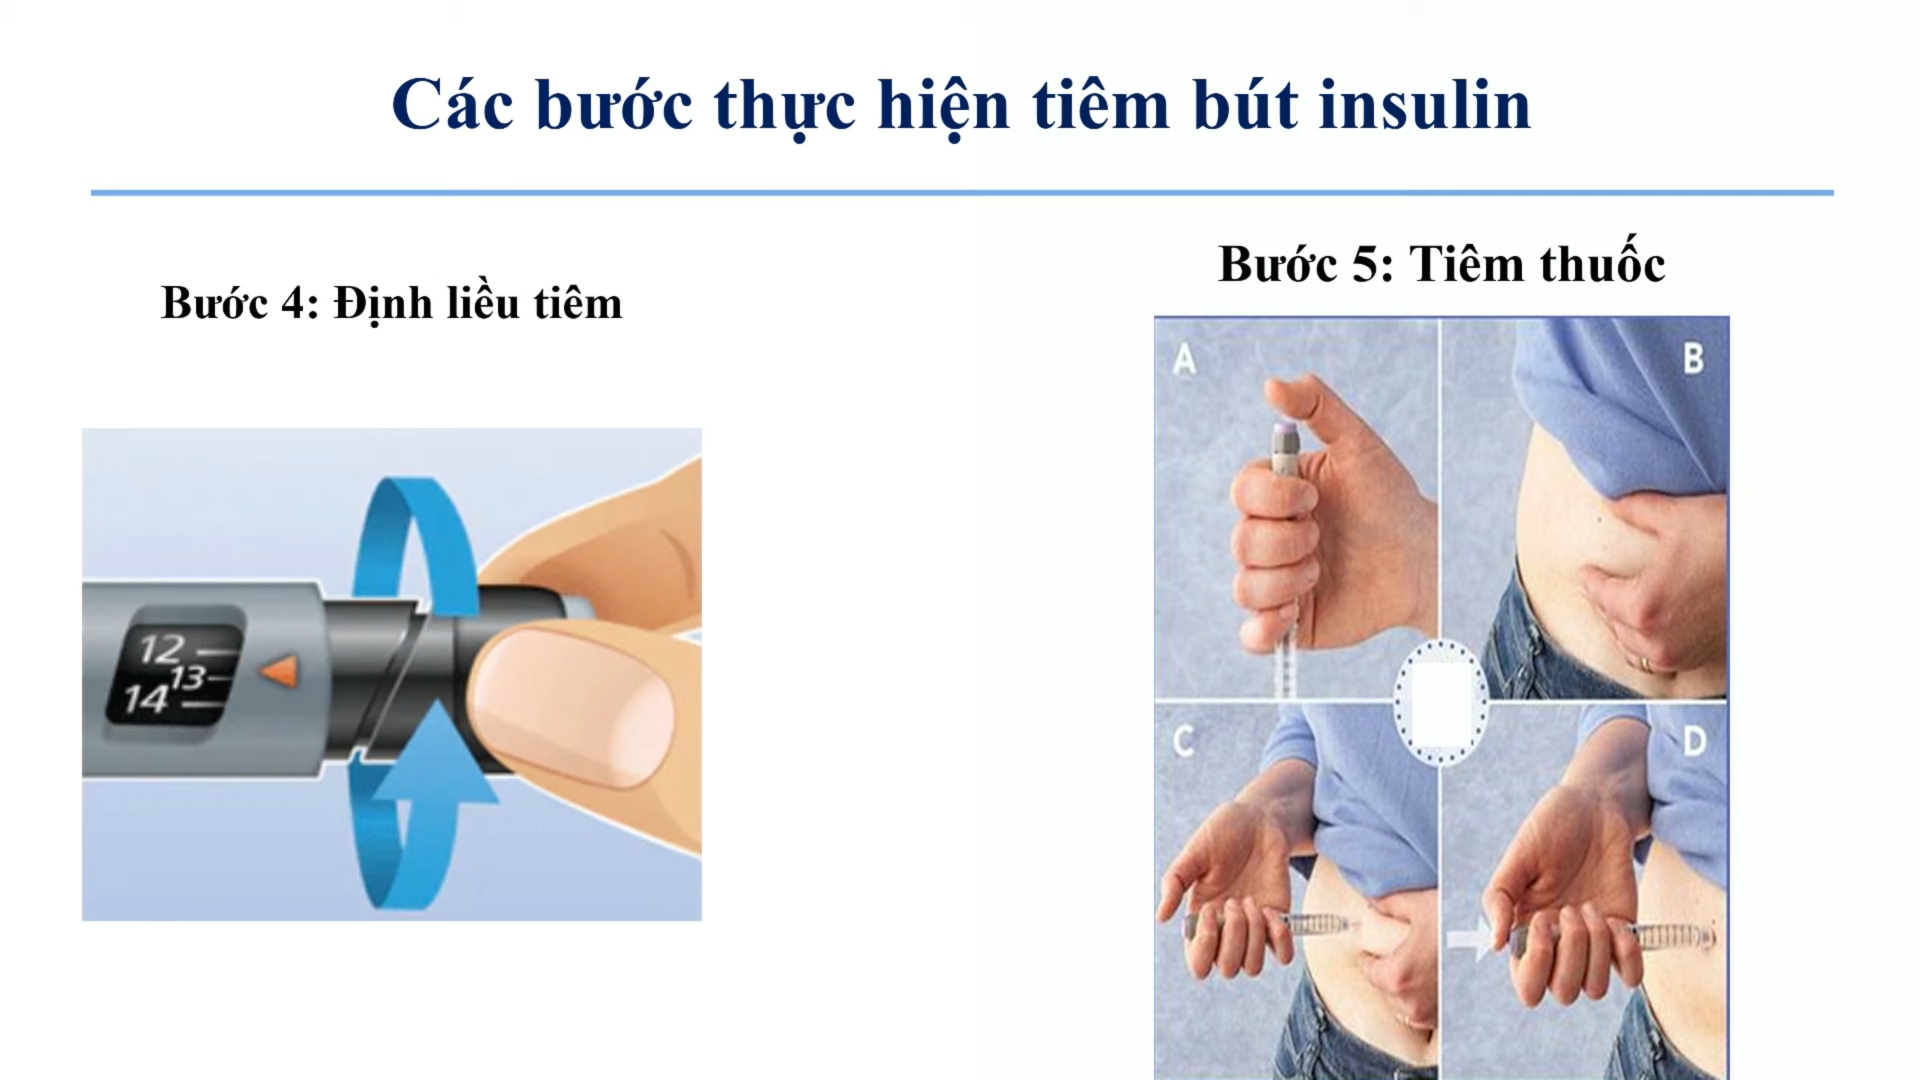 Các bước thực hiện tiêm bút insulin
Bước 4: Định liều tiêm
12
13
14
Bước 5: Tiêm thuốc
A
B
C
D